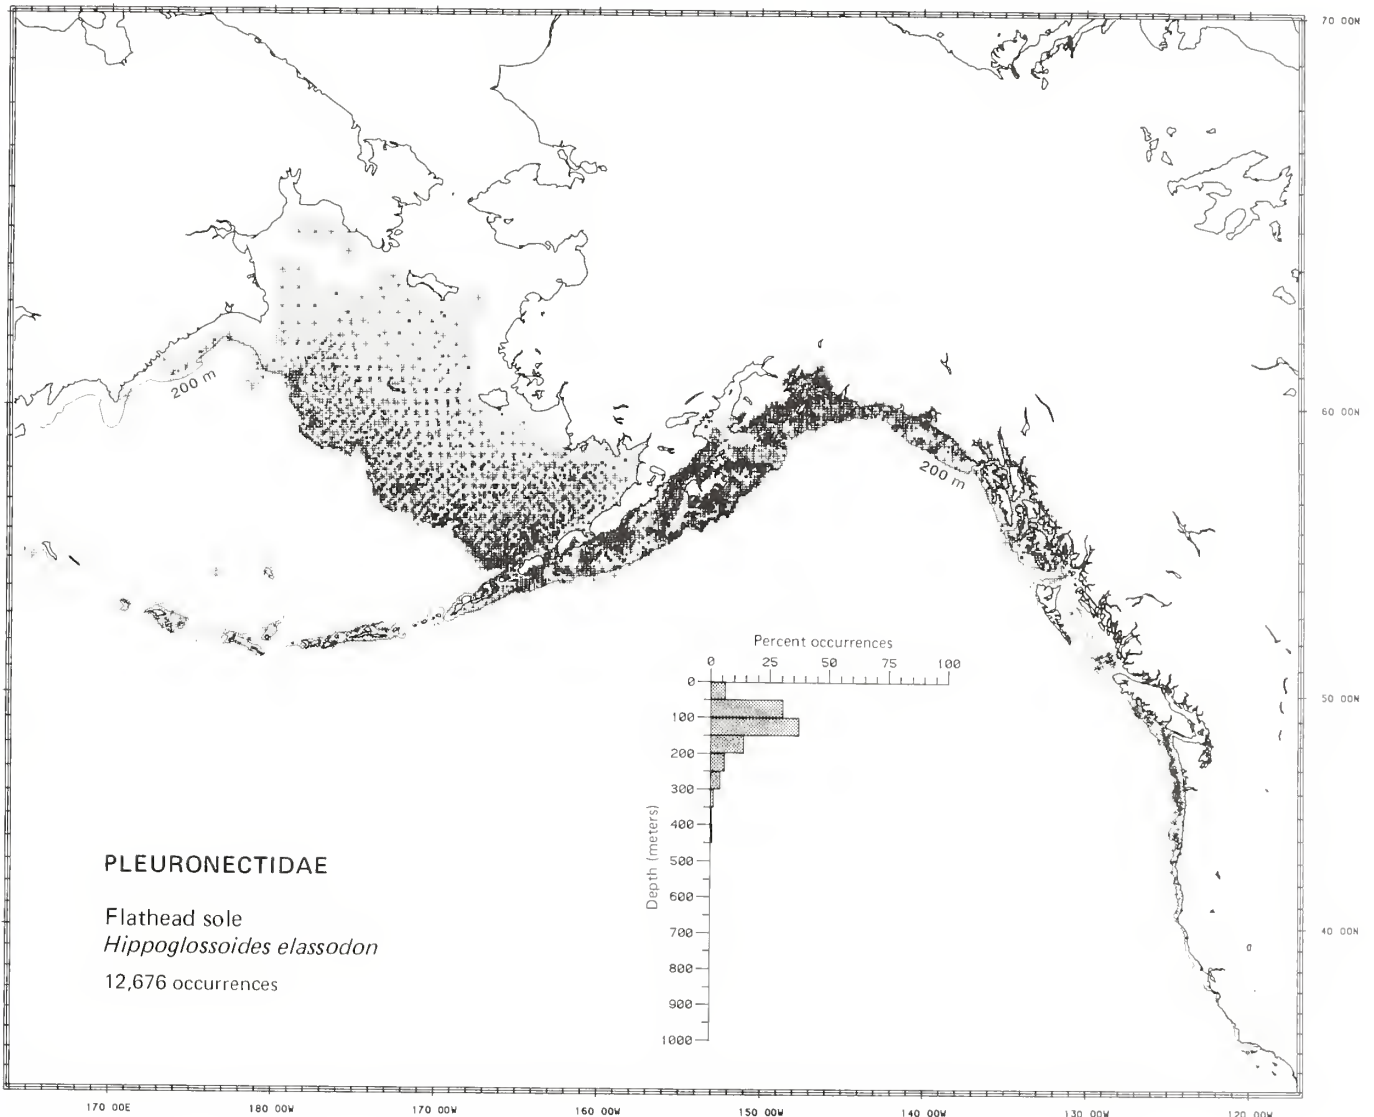 70 00N
200 m
60 00N
200 m
Percent occurrences
0 25 50 75 100
0
100
200
300
400
500
600
700
800
900
1000
Depth (meters)
50 00N
40 00N
PLEURONECTIDAE
Flathead sole
Hippoglossoides elassodon
12,676 occurrences
170 00E 180 00W 170 00W 160 00W 150 00W 140 00W 130 00W 120 00W